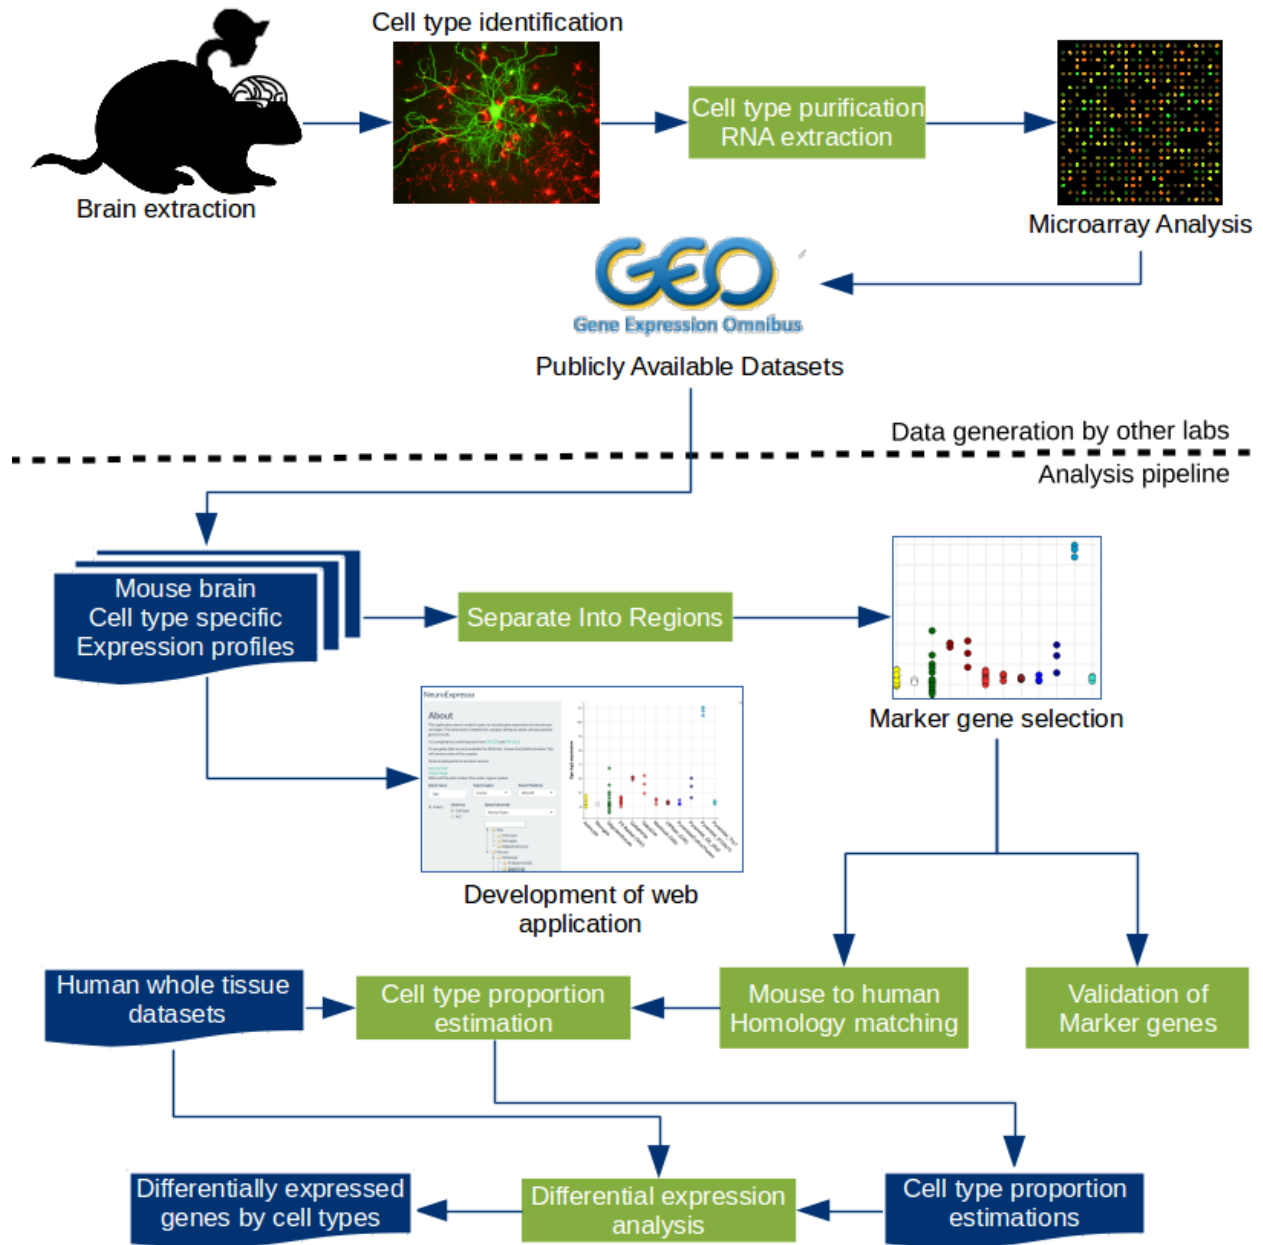 Cell type identification
Cell type purification
RNA extraction
Brain extraction
Microarray Analysis
GEO
Gene Expression Omnibus
Publicly Available Datasets
Data generation by other labs
Analysis pipeline
Mouse brain
Cell type specific
Expression profiles
Separate Into Regions
Marker gene selection
NeuroExpresso
About
Development of web
application
Human whole tissue
datasets
Cell type proportion
estimation
Mouse to human
Homology matching
Validation of
Marker genes
Differentially expressed
genes by cell types
Differential expression
analysis
Cell type proportion
estimations